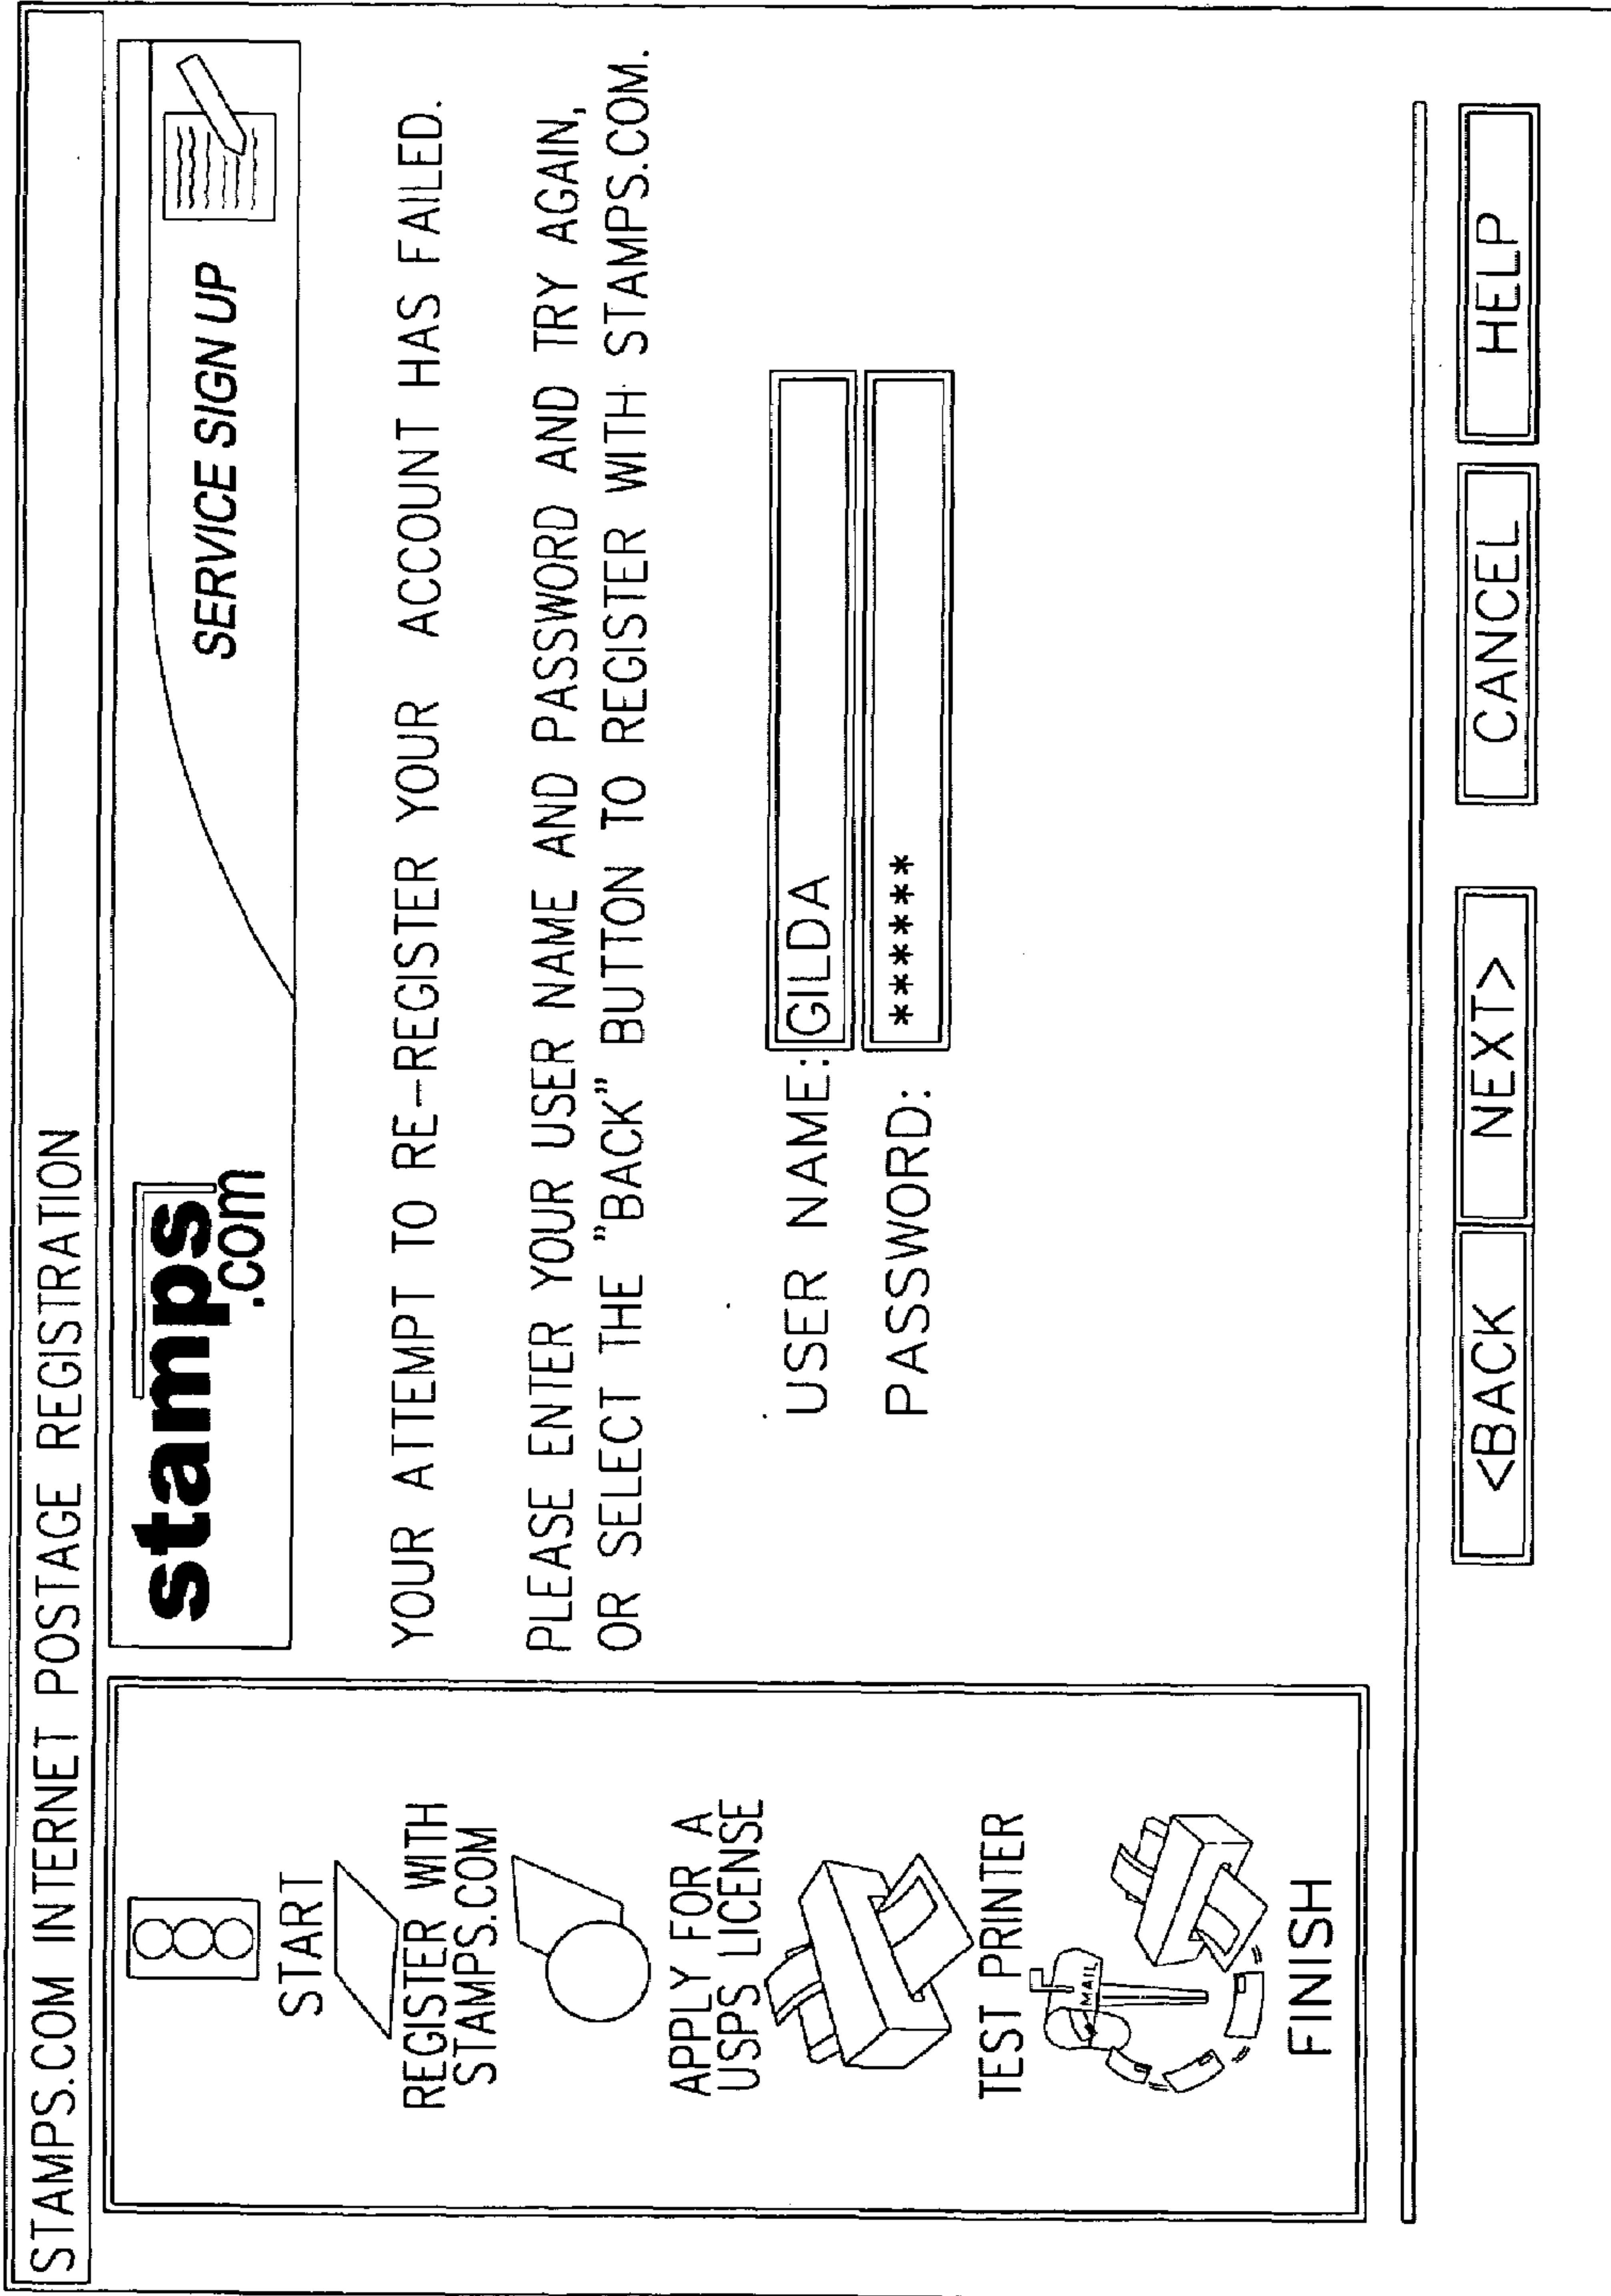 STAMPS.COM INTERNET POSTAGE REGISTRATION
stamps
.com
SERVICE SIGN UP
START
REGISTER WITH
STAMPS.COM
APPLY FOR A
USPS LICENSE
TEST PRINTER
MAIL
FINISH
YOUR ATTEMPT TO RE-REGISTER YOUR ACCOUNT HAS FAILED.
PLEASE ENTER YOUR USER NAME AND PASSWORD AND TRY AGAIN,
OR SELECT THE "BACK" BUTTON TO REGISTER WITH STAMPS.COM.
USER NAME: GILDA
PASSWORD: ******
<BACK NEXT> CANCEL HELP